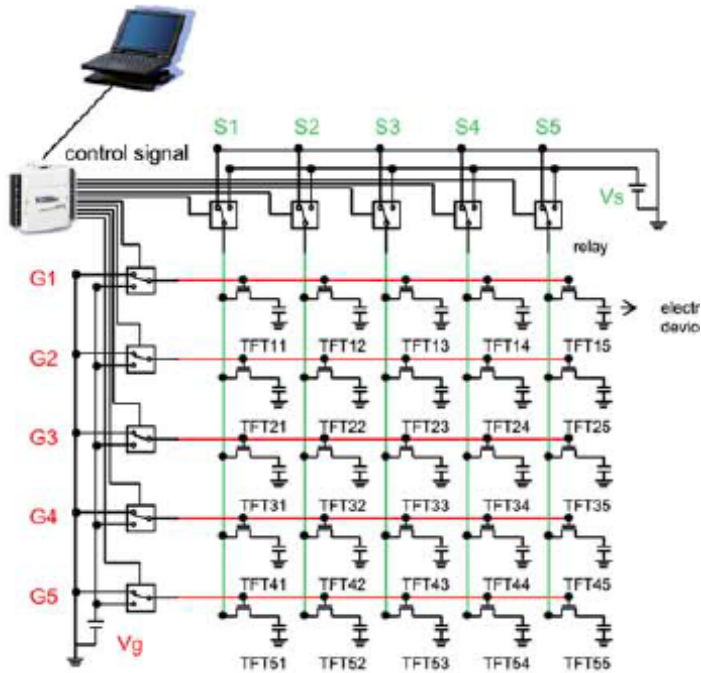 S1 S2 S3 S4 S5
control signal
Vs
relay
G1
electr
devic
TFT11 TFT12 TFT13 TFT14 TFT15
G2
TFT21 TFT22 TFT23 TFT24 TFT25
G3
TFT31 TFT32 TFT33 TFT34 TFT35
G4
TFT41 TFT42 TFT43 TFT44 TFT45
G5
Vg
TFT51 TFT52 TFT53 TFT54 TFT55